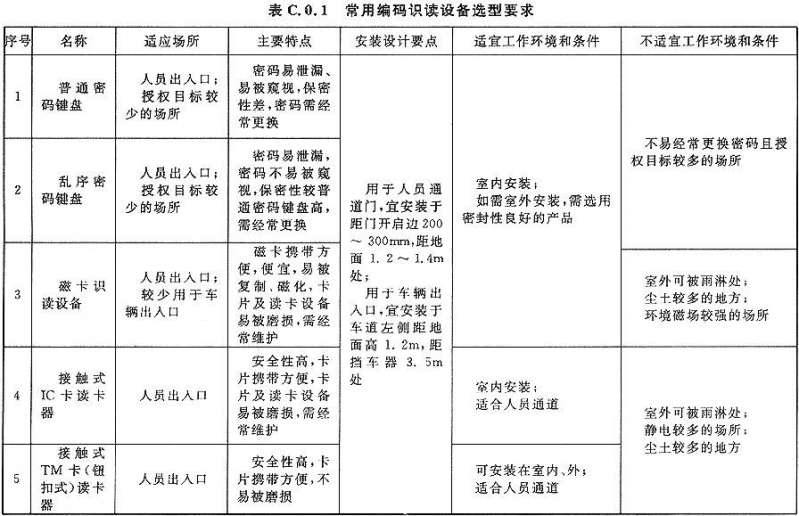 表 C.0.1 常用编码识读设备选型要求
序号 名称 适应场所 主要特点 安装设计要点 适宜工作环境和条件 不适宜工作环境和条件
1
普通密
码键盘
人员出入口；
授权目标较
少的场所
密码易泄漏、
易被窥视，保密
性差，密码需经
常更换
2
乱序密
码键盘
人员出入口；
授权目标较
少的场所
密码易泄漏，
密码不易被窥
视，保密性较普
通密码键盘高，
需经常更换
3
磁卡识
读设备
人员出入口；
较少用于车
辆出入口
磁卡携带方
便，便宜，易被
复制、磁化，卡
片及读卡设备
易被磨损，需经
常维护
4
接触式
IC 卡读卡
器
人员出入口
安全性高，卡
片携带方便，卡
片及读卡设备
易被磨损，需经
常维护
5
接触式
TM 卡（钮
扣式）读卡
器
人员出入口
安全性高，卡
片携带方便，不
易被磨损
用于人员通
道门，宜安装于
距门开启边 200
～ 300mm，距地
面 1.2～1.4m
处；
用于车辆出
入口，宜安装于
车道左侧距地
面高 1.2m，距
挡车器 3.5m
处
室内安装；
如需室外安装，需选用
密封性良好的产品
室内安装；
适合人员通道
可安装在室内、外；
适合人员通道
不易经常更换密码且授
权目标较多的场所
室外可被雨淋处；
尘土较多的地方；
环境磁场较强的场所
室外可被雨淋处；
静电较多的场所；
尘土较多的地方